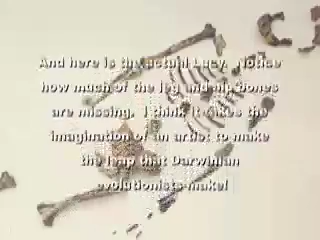 And here is the actual Lucy. Notice
how much of the leg and hip bones
are missing. I think it takes the
imagination of an artist to make
the leap that Darwinian
evolutionists make!